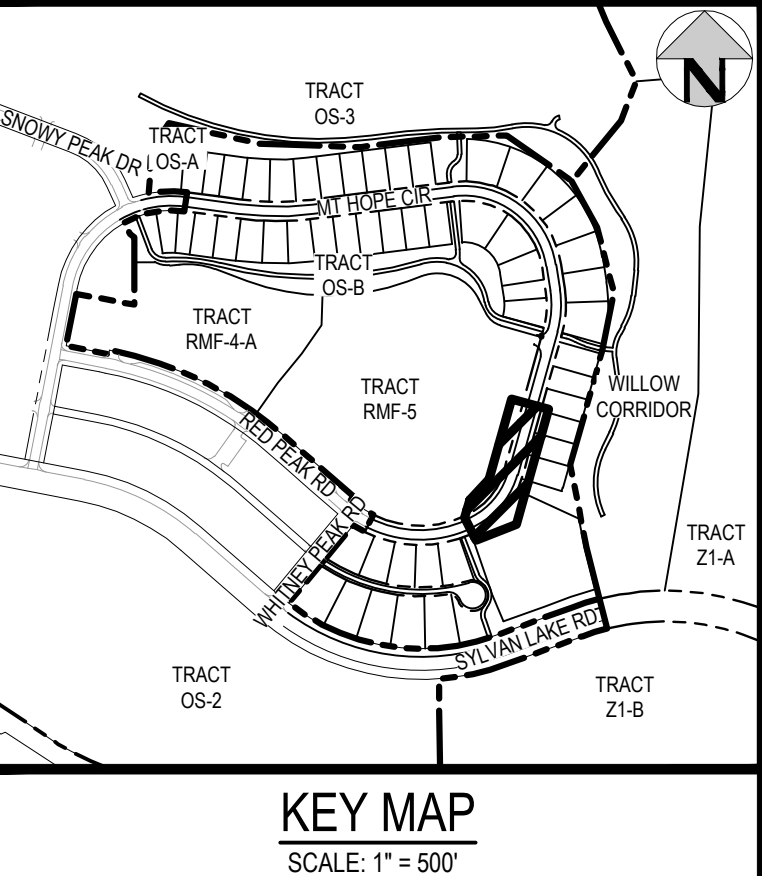 N
TRACT
OS-3
SNOWY PEAK DR
TRACT
OS-A
MT HOPE CIR
TRACT
OS-B
TRACT
RMF-4-A
TRACT
RMF-5
WILLOW
CORRIDOR
RED PEAK RD
WHITNEY PEAK RD
TRACT
Z1-A
SYLVAN LAKE RD
TRACT
OS-2
TRACT
Z1-B
KEY MAP
SCALE: 1" = 500'